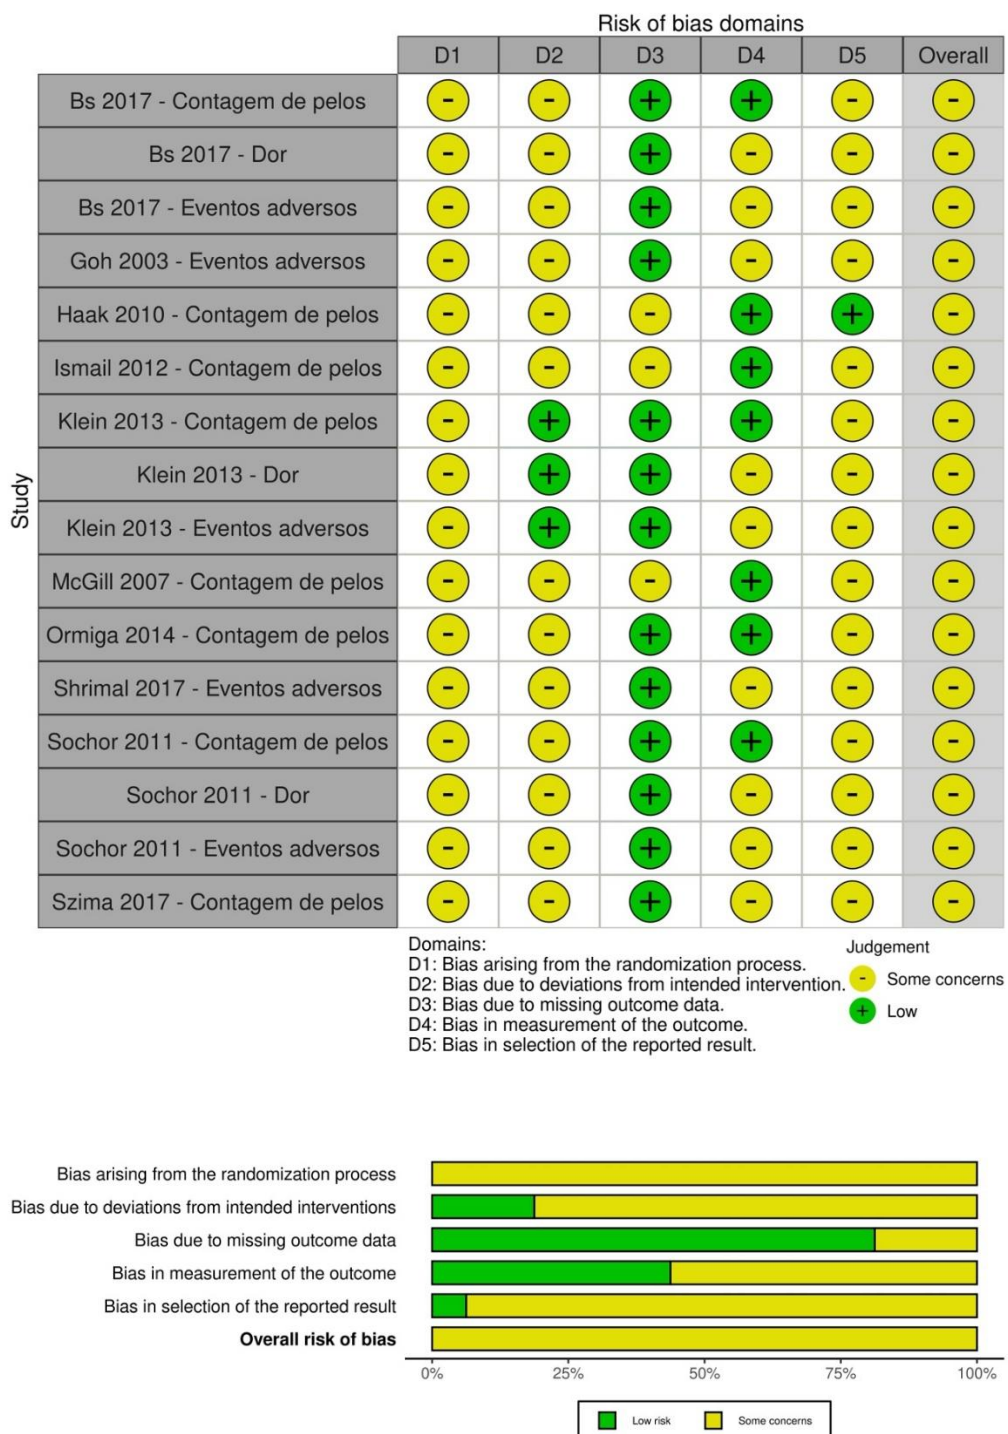 Risk of bias domains
D1 D2 D3 D4 D5 Overall
Study
Bs 2017 - Contagem de pelos - - + + - -
Bs 2017 - Dor - - + - - -
Bs 2017 - Eventos adversos - - + - - -
Goh 2003 - Eventos adversos - - + - - -
Haak 2010 - Contagem de pelos - - - + + -
Ismail 2012 - Contagem de pelos - - - + - -
Klein 2013 - Contagem de pelos - + + + - -
Klein 2013 - Dor - + + - - -
Klein 2013 - Eventos adversos - + + - - -
McGill 2007 - Contagem de pelos - - - + - -
Ormiga 2014 - Contagem de pelos - - + + - -
Shrimal 2017 - Eventos adversos - - + - - -
Sochor 2011 - Contagem de pelos - - + + - -
Sochor 2011 - Dor - - + - - -
Sochor 2011 - Eventos adversos - - + - - -
Szima 2017 - Contagem de pelos - - + - - -
Domains:
D1: Bias arising from the randomization process.
D2: Bias due to deviations from intended intervention.
D3: Bias due to missing outcome data.
D4: Bias in measurement of the outcome.
D5: Bias in selection of the reported result.
Judgement
- Some concerns
+ Low
Bias arising from the randomization process
Bias due to deviations from intended interventions
Bias due to missing outcome data
Bias in measurement of the outcome
Bias in selection of the reported result
Overall risk of bias
0% 25% 50% 75% 100%
Low risk Some concerns